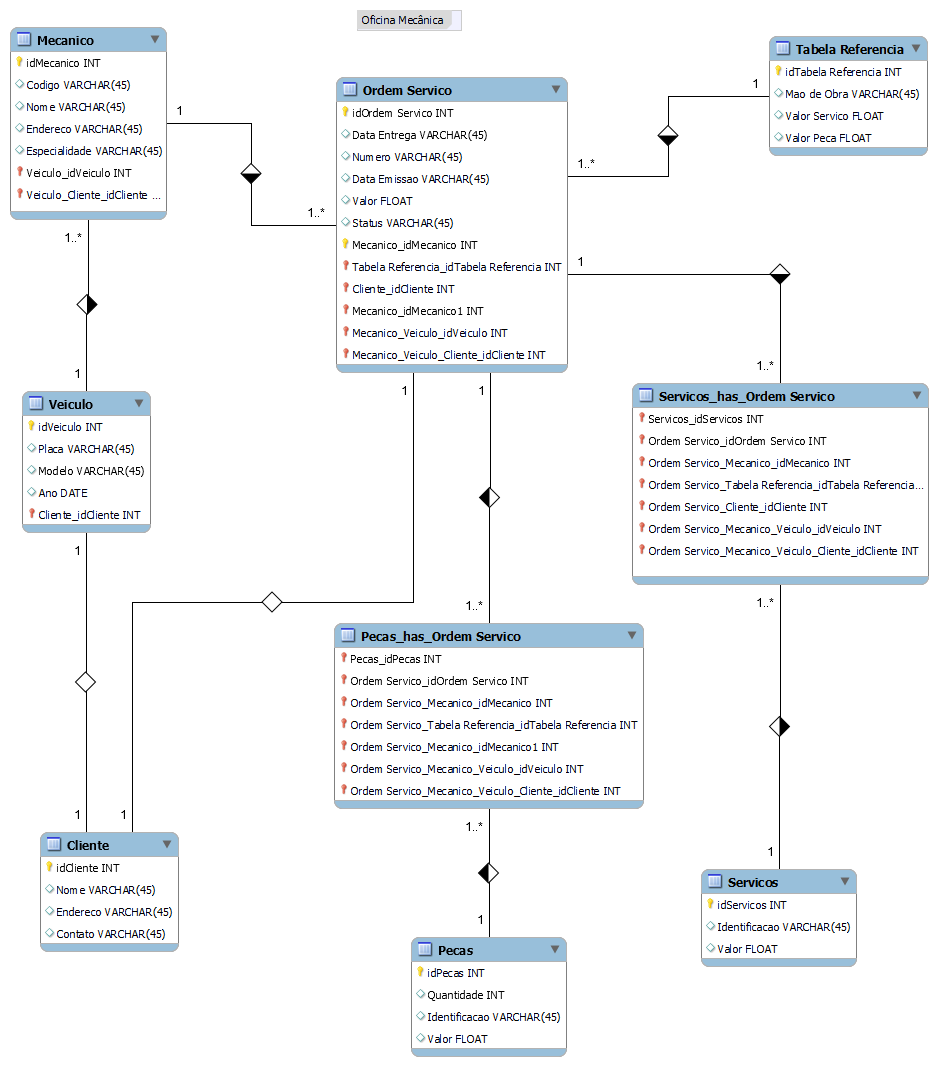 Oficina Mecânica
Mecanico
idMecanico INT
Codigo VARCHAR(45)
Nome VARCHAR(45)
Endereco VARCHAR(45)
Especialidade VARCHAR(45)
Veiculo_idVeiculo INT
Veiculo_Cliente_idCliente ...
1
1..*
1..*
1
Ordem Servico
idOrdem Servico INT
Data Entrega VARCHAR(45)
Numero VARCHAR(45)
Data Emissao VARCHAR(45)
Valor FLOAT
Status VARCHAR(45)
Mecanico_idMecanico INT
Tabela Referencia_idTabela Referencia INT
Cliente_idCliente INT
Mecanico_idMecanico1 INT
Mecanico_Veiculo_idVeiculo INT
Mecanico_Veiculo_Cliente_idCliente INT
1
1..*
Tabela Referencia
idTabela Referencia INT
Mao de Obra VARCHAR(45)
Valor Servico FLOAT
Valor Peca FLOAT
1
1..*
Veiculo
idVeiculo INT
Placa VARCHAR(45)
Modelo VARCHAR(45)
Ano DATE
Cliente_idCliente INT
1
1
1
1
Servicos_has_Ordem Servico
Servicos_idServicos INT
Ordem Servico_idOrdem Servico INT
Ordem Servico_Mecanico_idMecanico INT
Ordem Servico_Tabela Referencia_idTabela Referencia...
Ordem Servico_Cliente_idCliente INT
Ordem Servico_Mecanico_Veiculo_idVeiculo INT
Ordem Servico_Mecanico_Veiculo_Cliente_idCliente INT
1..*
1
1
1..*
Pecas_has_Ordem Servico
Pecas_idPecas INT
Ordem Servico_idOrdem Servico INT
Ordem Servico_Mecanico_idMecanico INT
Ordem Servico_Tabela Referencia_idTabela Referencia INT
Ordem Servico_Mecanico_idMecanico1 INT
Ordem Servico_Mecanico_Veiculo_idVeiculo INT
Ordem Servico_Mecanico_Veiculo_Cliente_idCliente INT
1..*
1
Cliente
idCliente INT
Nome VARCHAR(45)
Endereco VARCHAR(45)
Contato VARCHAR(45)
Servicos
idServicos INT
Identificacao VARCHAR(45)
Valor FLOAT
Pecas
idPecas INT
Quantidade INT
Identificacao VARCHAR(45)
Valor FLOAT